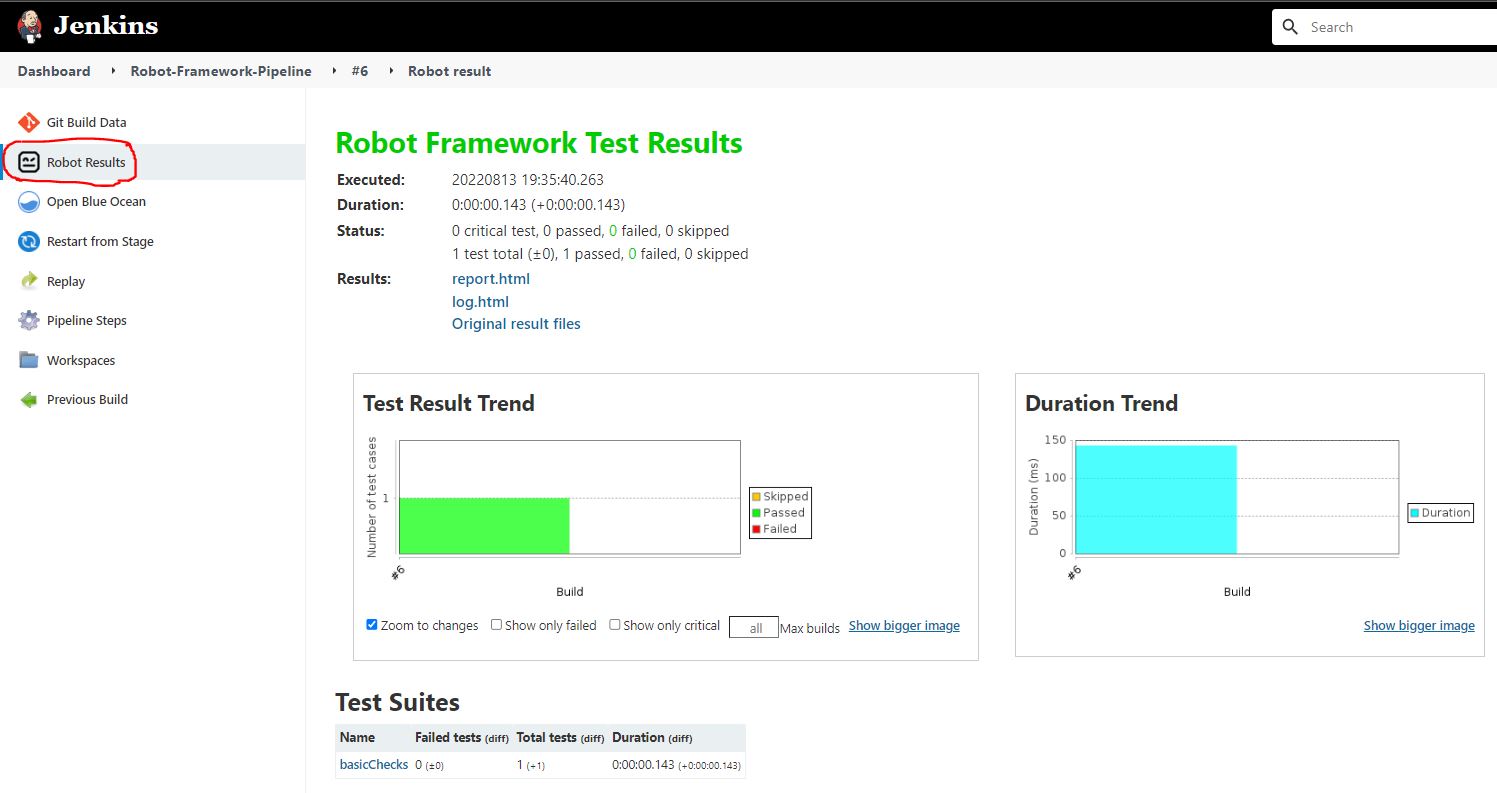 Jenkins
Search
Dashboard Robot-Framework-Pipeline #6 Robot result
Git Build Data
Robot Results
Open Blue Ocean
Restart from Stage
Replay
Pipeline Steps
Workspaces
Previous Build
Robot Framework Test Results
Executed: 20220813 19:35:40.263
Duration: 0:00:00.143 (+0:00:00.143)
Status: 0 critical test, 0 passed, 0 failed, 0 skipped
1 test total (±0), 1 passed, 0 failed, 0 skipped
Results: report.html
log.html
Original result files
Test Result Trend
Number of test cases
1
#6
Build
Skipped
Passed
Failed
Zoom to changes Show only failed Show only critical all Max builds Show bigger image
Duration Trend
Duration (ms)
150
100
50
0
#6
Build
Duration
Show bigger image
Test Suites
Name Failed tests (diff) Total tests (diff) Duration (diff)
basicChecks 0 (±0) 1 (+1) 0:00:00.143 (+0:00:00.143)